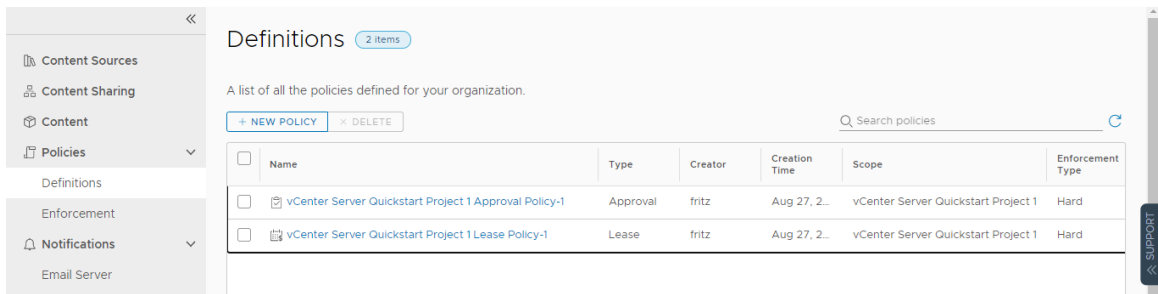 Definitions 2 items
Content Sources
Content Sharing
Content
Policies
Definitions
Enforcement
Notifications
Email Server
A list of all the policies defined for your organization.
+ NEW POLICY × DELETE
Search policies
Name Type Creator Creation Time Scope Enforcement Type
vCenter Server Quickstart Project 1 Approval Policy-1 Approval fritz Aug 27, 2... vCenter Server Quickstart Project 1 Hard
vCenter Server Quickstart Project 1 Lease Policy-1 Lease fritz Aug 27, 2... vCenter Server Quickstart Project 1 Hard
SUPPORT